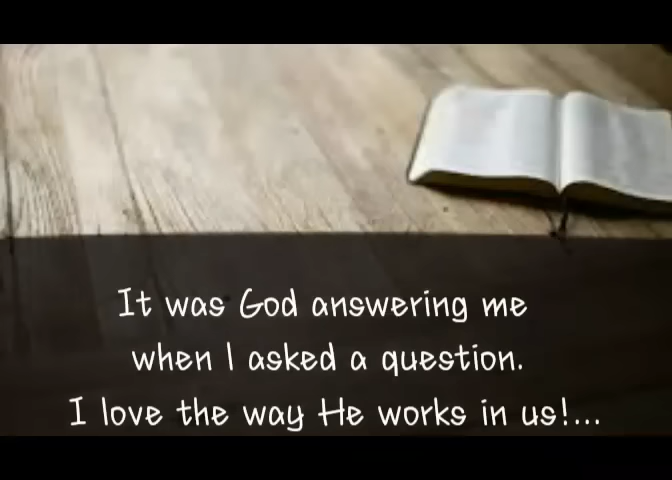 It was God answering me
when I asked a question.
I love the way He works in us!...